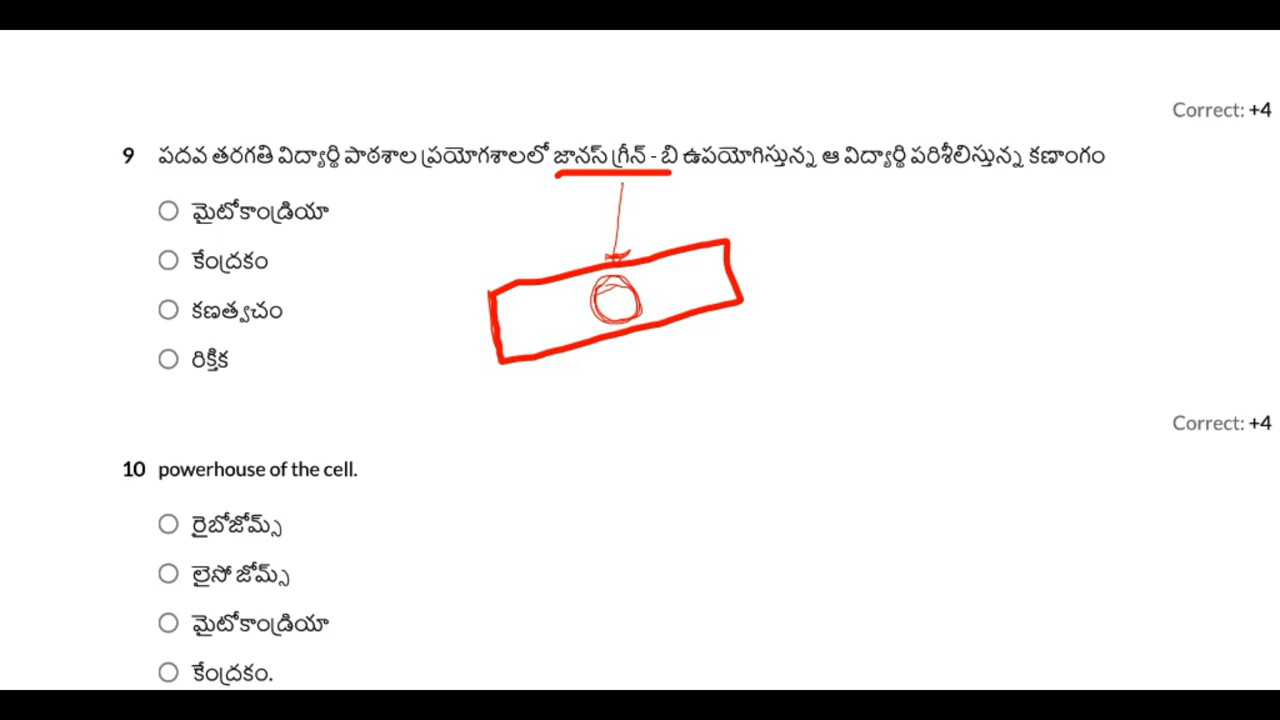 Correct: +4
9 పదవ తరగతి విద్యార్థి పాఠశాల ప్రయోగశాలలో జానస్ గ్రీన్ - బి ఉపయోగిస్తున్న ఆ విద్యార్థి పరిశీలిస్తున్న కణాంగం
మైటోకాండ్రియా
కేంద్రకం
కణత్వచం
రిక్తిక
Correct: +4
10 powerhouse of the cell.
రైబోజోమ్స్
లైసో జోమ్స్
మైటోకాండ్రియా
కేంద్రకం.